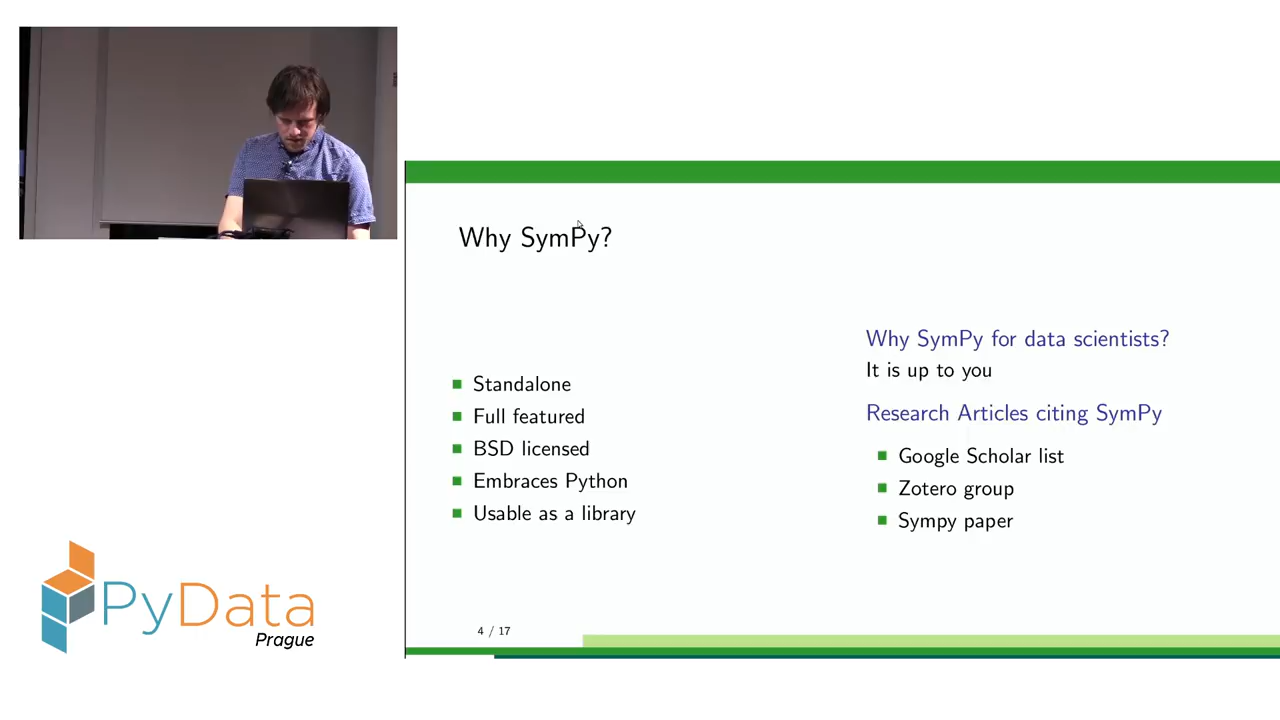 Why SymPy?
Standalone
Full featured
BSD licensed
Embraces Python
Usable as a library
Why SymPy for data scientists?
It is up to you
Research Articles citing SymPy
Google Scholar list
Zotero group
Sympy paper
4 / 17
PyData
Prague